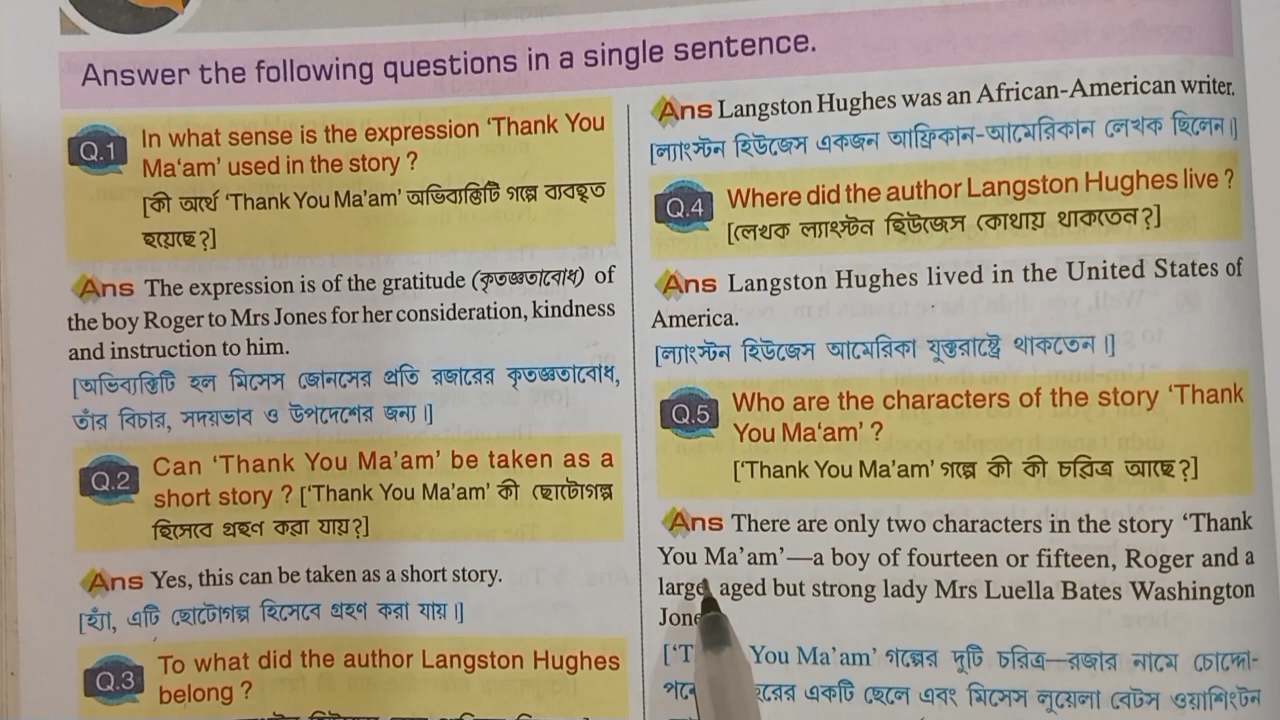 Answer the following questions in a single sentence.
Q.1 In what sense is the expression ‘Thank You
Ma‘am’ used in the story ?
[কী অর্থে ‘Thank You Ma’am’ অভিব্যক্তিটি গল্পে ব্যবহৃত
হয়েছে?]
Ans The expression is of the gratitude (কৃতজ্ঞতাবোধ) of
the boy Roger to Mrs Jones for her consideration, kindness
and instruction to him.
[অভিব্যক্তিটি হল মিসেস জোনসের প্রতি রজারের কৃতজ্ঞতাবোধ,
তাঁর বিচার, সদয়ভাব ও উপদেশের জন্য।]
Q.2 Can ‘Thank You Ma’am’ be taken as a
short story ? [‘Thank You Ma’am’ কী ছোটোগল্প
হিসেবে গ্রহণ করা যায়?]
Ans Yes, this can be taken as a short story.
[হ্যাঁ, এটি ছোটোগল্প হিসেবে গ্রহণ করা যায়।]
Q.3 To what did the author Langston Hughes
belong ?
Ans Langston Hughes was an African-American writer.
[ল্যাংস্টন হিউজেস একজন আফ্রিকান-আমেরিকান লেখক ছিলেন।]
Q.4 Where did the author Langston Hughes live ?
[লেখক ল্যাংস্টন হিউজেস কোথায় থাকতেন?]
Ans Langston Hughes lived in the United States of
America.
[ল্যাংস্টন হিউজেস আমেরিকা যুক্তরাষ্ট্রে থাকতেন।]
Q.5 Who are the characters of the story ‘Thank
You Ma‘am’ ?
[‘Thank You Ma’am’ গল্পে কী কী চরিত্র আছে?]
Ans There are only two characters in the story ‘Thank
You Ma’am’—a boy of fourteen or fifteen, Roger and a
large, aged but strong lady Mrs Luella Bates Washington
You Ma’am’ গল্পের দুটি চরিত্র—রজার নামে চোদ্দো-
একটি ছেলে এবং মিসেস লুয়েলা বেটস ওয়াশিংটন